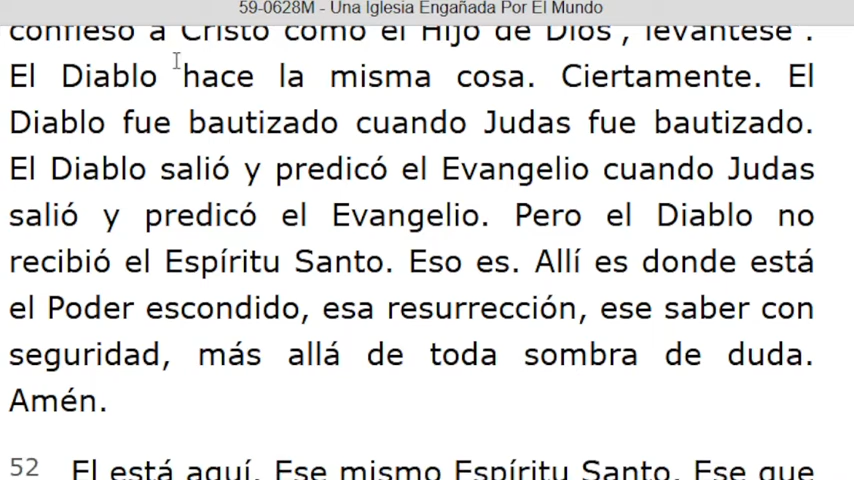 59-0628M - Una Iglesia Engañada Por El Mundo
confieso a Cristo como el Hijo de Dios", levántese".
El Diablo hace la misma cosa. Ciertamente. El
Diablo fue bautizado cuando Judas fue bautizado.
El Diablo salió y predicó el Evangelio cuando Judas
salió y predicó el Evangelio. Pero el Diablo no
recibió el Espíritu Santo. Eso es. Allí es donde está
el Poder escondido, esa resurrección, ese saber con
seguridad, más allá de toda sombra de duda.
Amén.
52 El está aquí. Ese mismo Espíritu Santo. Ese que